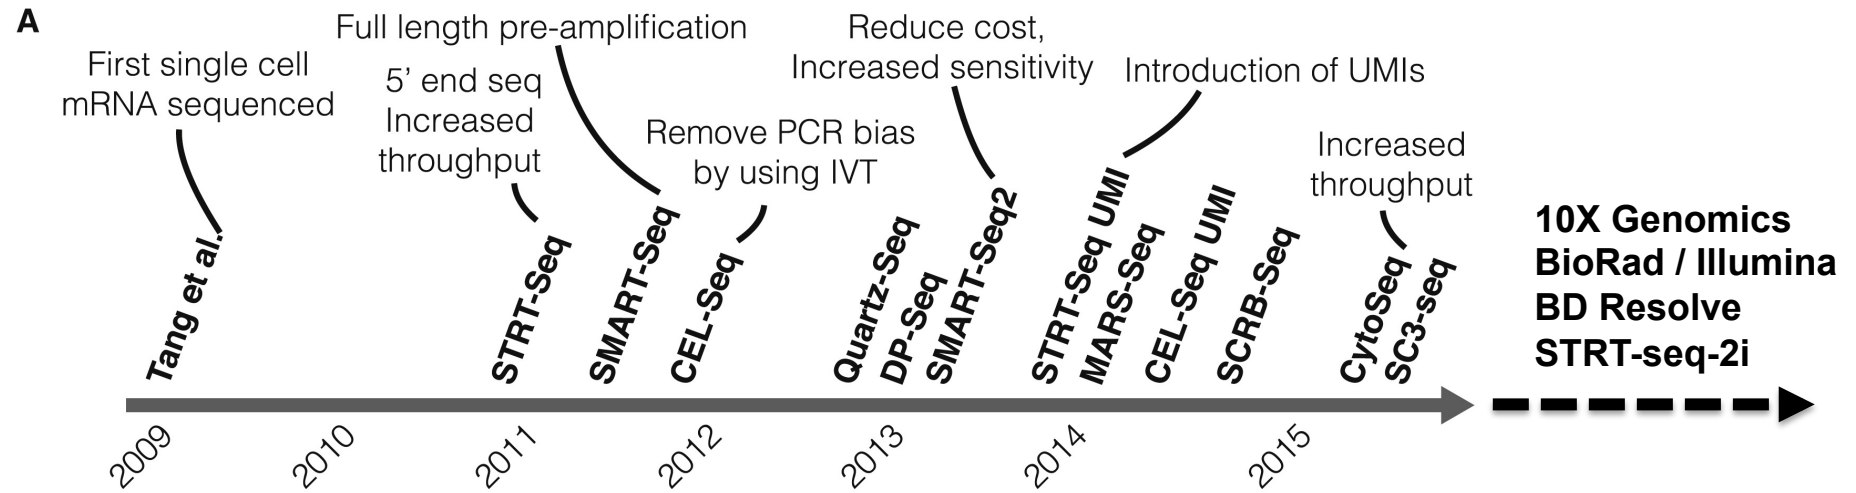 A
First single cell
mRNA sequenced
Full length pre-amplification
5’ end seq
Increased
throughput
Remove PCR bias
by using IVT
Reduce cost,
Increased sensitivity
Introduction of UMIs
Increased
throughput
Tang et al.
STRT-Seq
SMART-Seq
CEL-Seq
Quartz-Seq
DP-Seq
SMART-Seq2
STRT-Seq UMI
MARS-Seq
CEL-Seq UMI
SCRB-Seq
CytoSeq
SC3-seq
10X Genomics
BioRad / Illumina
BD Resolve
STRT-seq-2i
2009
2010
2011
2012
2013
2014
2015